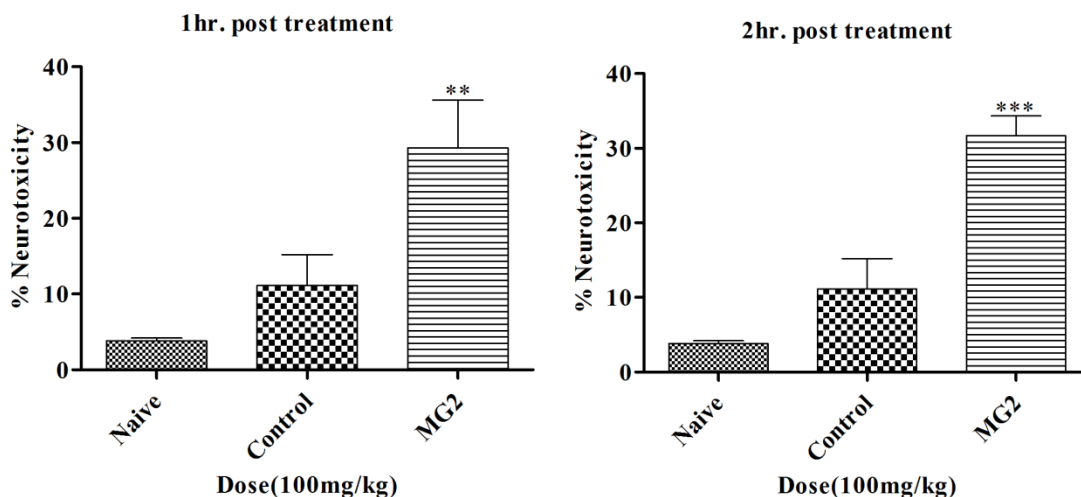 1hr. post treatment
% Neurotoxicity
40
30
20
10
0
**
Naive
Control
MG2
Dose(100mg/kg)
2hr. post treatment
% Neurotoxicity
40
30
20
10
0
***
Naive
Control
MG2
Dose(100mg/kg)